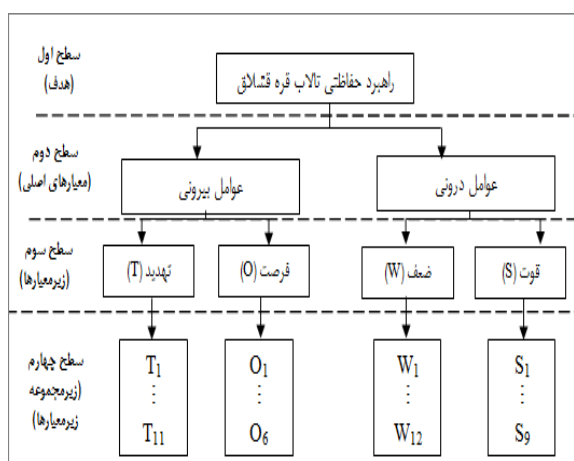 سطح اول
(هدف)
راهبرد حفاظتی تالاب قره قشلاق
سطح دوم
(معیارهای اصلی)
عوامل درونی
عوامل بیرونی
سطح سوم
(زیرمعیارها)
قوت (S)
ضعف (W)
فرصت (O)
تهدید (T)
سطح چهارم
(زیرمجموعه
زیرمعیارها)
S1
⋮
S9
W1
⋮
W12
O1
⋮
O6
T1
⋮
T11